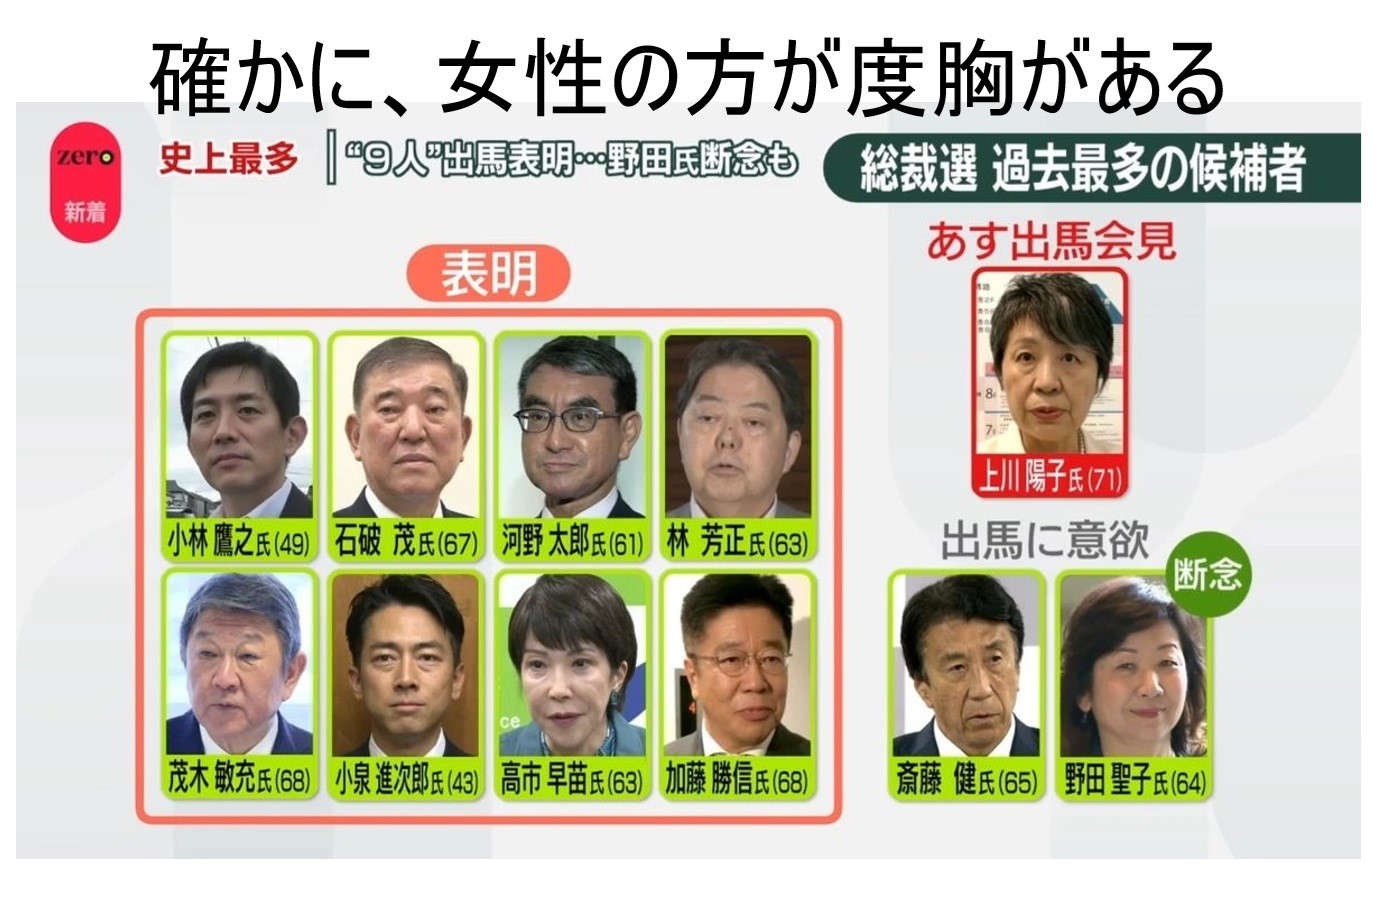 確かに、女性の方が度胸がある
zero
新着
史上最多
“9人”出馬表明…野田氏断念も
総裁選 過去最多の候補者
表明
小林 鷹之氏(49)
石破 茂氏(67)
河野 太郎氏(61)
林 芳正氏(63)
茂木 敏充氏(68)
小泉 進次郎氏(43)
ce
高市 早苗氏(63)
加藤 勝信氏(68)
あす出馬会見
上川 陽子氏(71)
出馬に意欲
断念
斎藤 健氏(65)
野田 聖子氏(64)